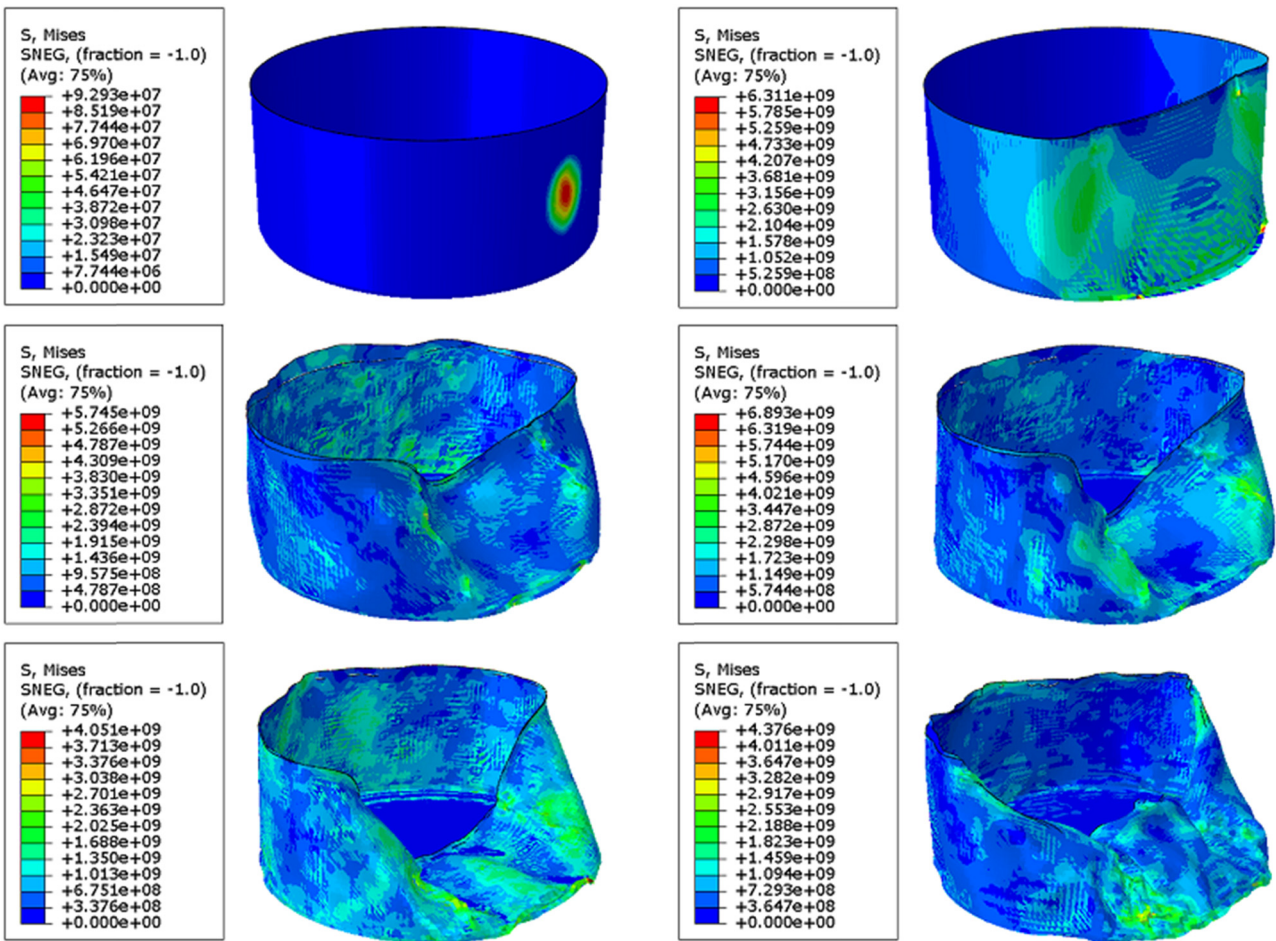 S, Mises
SNEG, (fraction = -1.0)
(Avg: 75%)
+9.293e+07
+8.519e+07
+7.744e+07
+6.970e+07
+6.196e+07
+5.421e+07
+4.647e+07
+3.872e+07
+3.098e+07
+2.323e+07
+1.549e+07
+7.744e+06
+0.000e+00
S, Mises
SNEG, (fraction = -1.0)
(Avg: 75%)
+6.311e+09
+5.785e+09
+5.259e+09
+4.733e+09
+4.207e+09
+3.681e+09
+3.156e+09
+2.630e+09
+2.104e+09
+1.578e+09
+1.052e+09
+5.259e+08
+0.000e+00
S, Mises
SNEG, (fraction = -1.0)
(Avg: 75%)
+5.745e+09
+5.266e+09
+4.787e+09
+4.309e+09
+3.830e+09
+3.351e+09
+2.872e+09
+2.394e+09
+1.915e+09
+1.436e+09
+9.575e+08
+4.787e+08
+0.000e+00
S, Mises
SNEG, (fraction = -1.0)
(Avg: 75%)
+6.893e+09
+6.319e+09
+5.744e+09
+5.170e+09
+4.596e+09
+4.021e+09
+3.447e+09
+2.872e+09
+2.298e+09
+1.723e+09
+1.149e+09
+5.744e+08
+0.000e+00
S, Mises
SNEG, (fraction = -1.0)
(Avg: 75%)
+4.051e+09
+3.713e+09
+3.376e+09
+3.038e+09
+2.701e+09
+2.363e+09
+2.025e+09
+1.688e+09
+1.350e+09
+1.013e+09
+6.751e+08
+3.376e+08
+0.000e+00
S, Mises
SNEG, (fraction = -1.0)
(Avg: 75%)
+4.376e+09
+4.011e+09
+3.647e+09
+3.282e+09
+2.917e+09
+2.553e+09
+2.188e+09
+1.823e+09
+1.459e+09
+1.094e+09
+7.293e+08
+3.647e+08
+0.000e+00